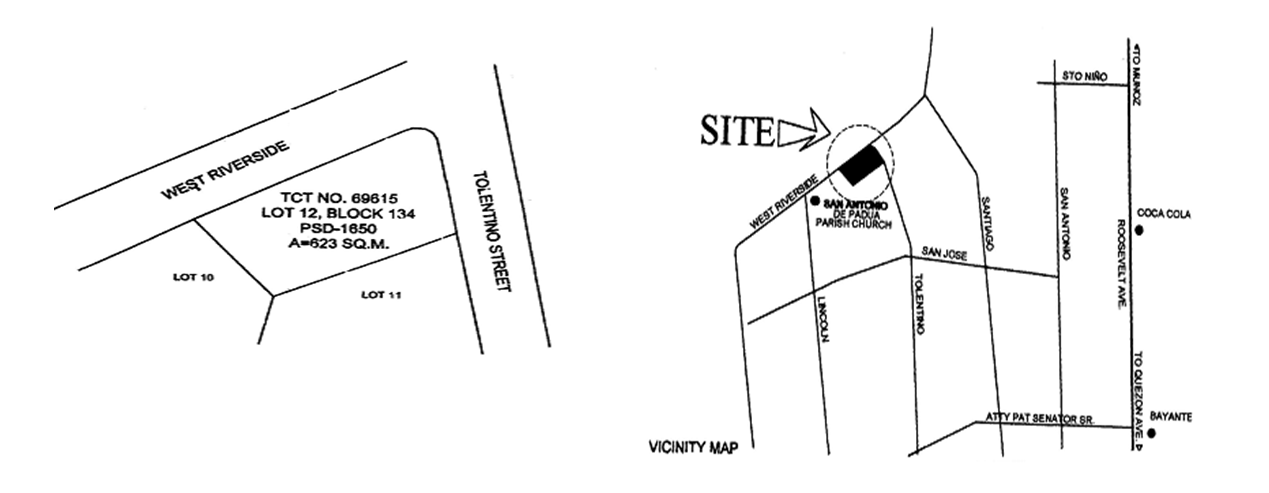 WEST RIVERSIDE
TCT NO. 69615
LOT 12, BLOCK 134
PSD-1650
A=623 SQ.M.
TOLENTINO STREET
LOT 10
LOT 11
SITE
WEST RIVERSIDE
SAN ANTONIO
DE PADUA
PARISH CHURCH
STO NIÑO
TO MUNOZ
SANTIAGO
SAN ANTONIO
COCA COLA
ROOSEVELT AVE.
SAN JOSE
LINCOLN
TOLENTINO
TO QUEZON AVE.
ATTY PAT SENATOR SR.
BAYANTE
VICINITY MAP